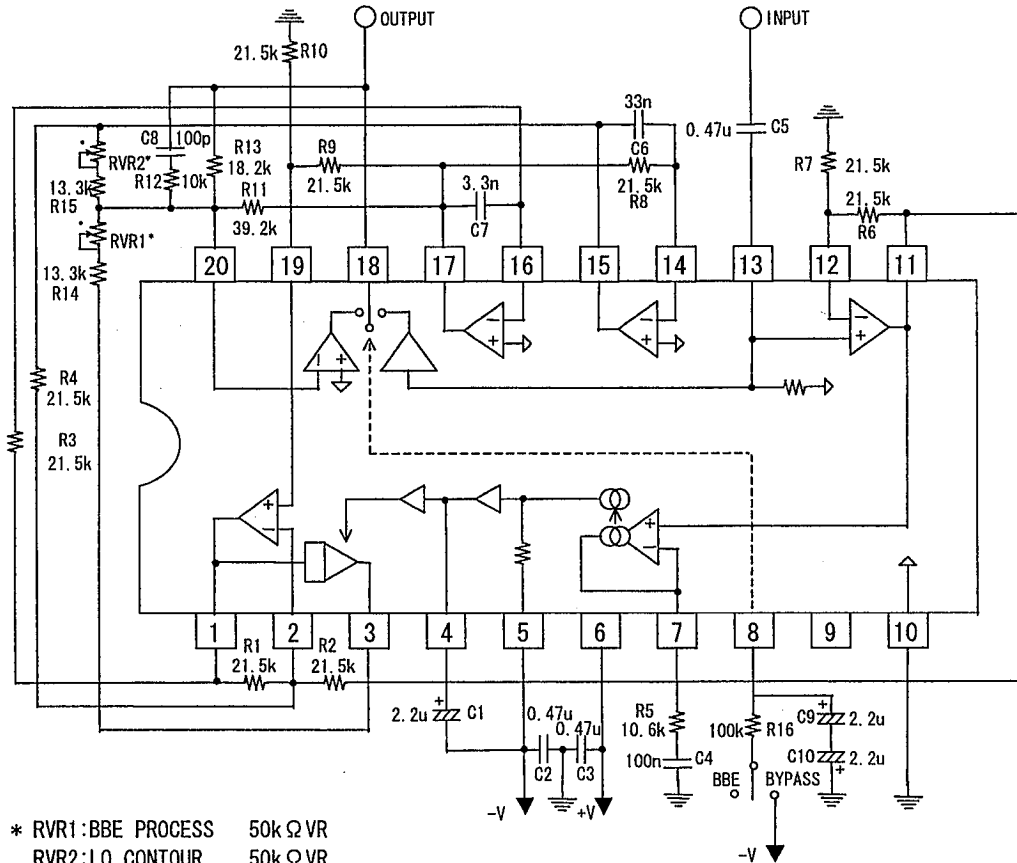 OUTPUT
INPUT
21.5k
R10
C8
100p
33n
0.47u
C5
R7
21.5k
RVR2*
R13
18.2k
R9
21.5k
C6
R12
10k
R11
39.2k
3.3n
C7
21.5k
R8
21.5k
R6
13.3k
R15
RVR1*
13.3k
R14
20
19
18
17
16
15
14
13
12
11
R4
21.5k
R3
21.5k
1
2
3
4
5
6
7
8
9
10
R1
21.5k
R2
21.5k
2.2u
C1
0.47u
0.47u
C2
C3
R5
10.6k
100n
C4
100k
R16
C9
2.2u
C10
2.2u
BBE
BYPASS
-V
+V
-V
* RVR1:BBE PROCESS 50kΩVR
RVR2:LO CONTOUR 50kΩVR